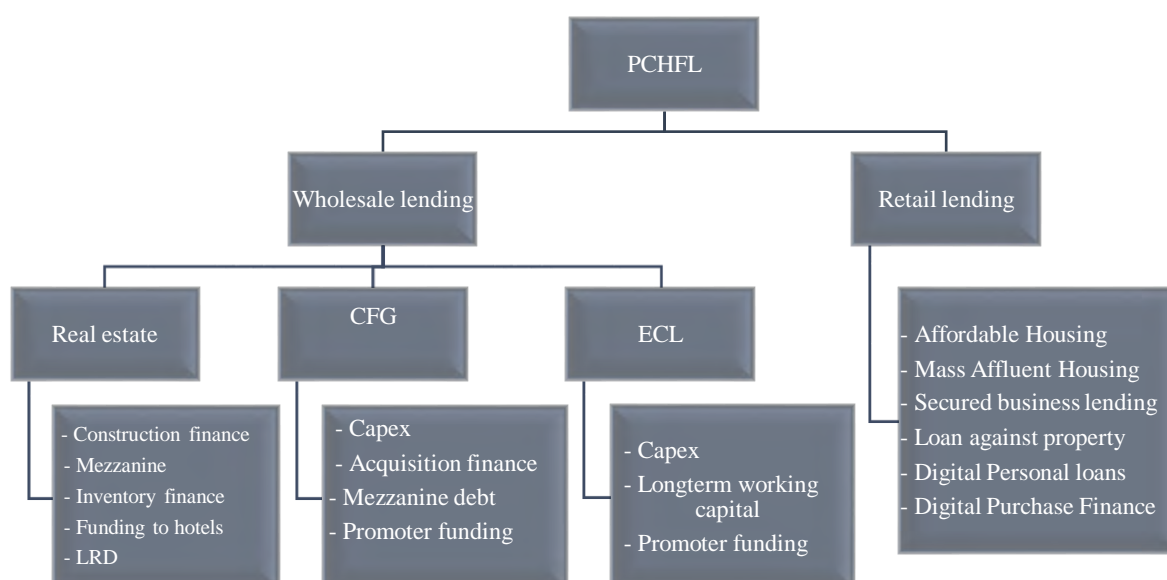 PCHFL
Wholesale lending
Retail lending
Real estate
CFG
ECL
- Construction finance
- Mezzanine
- Inventory finance
- Funding to hotels
- LRD
- Capex
- Acquisition finance
- Mezzanine debt
- Promoter funding
- Capex
- Longterm working
capital
- Promoter funding
- Affordable Housing
- Mass Affluent Housing
- Secured business lending
- Loan against property
- Digital Personal loans
- Digital Purchase Finance